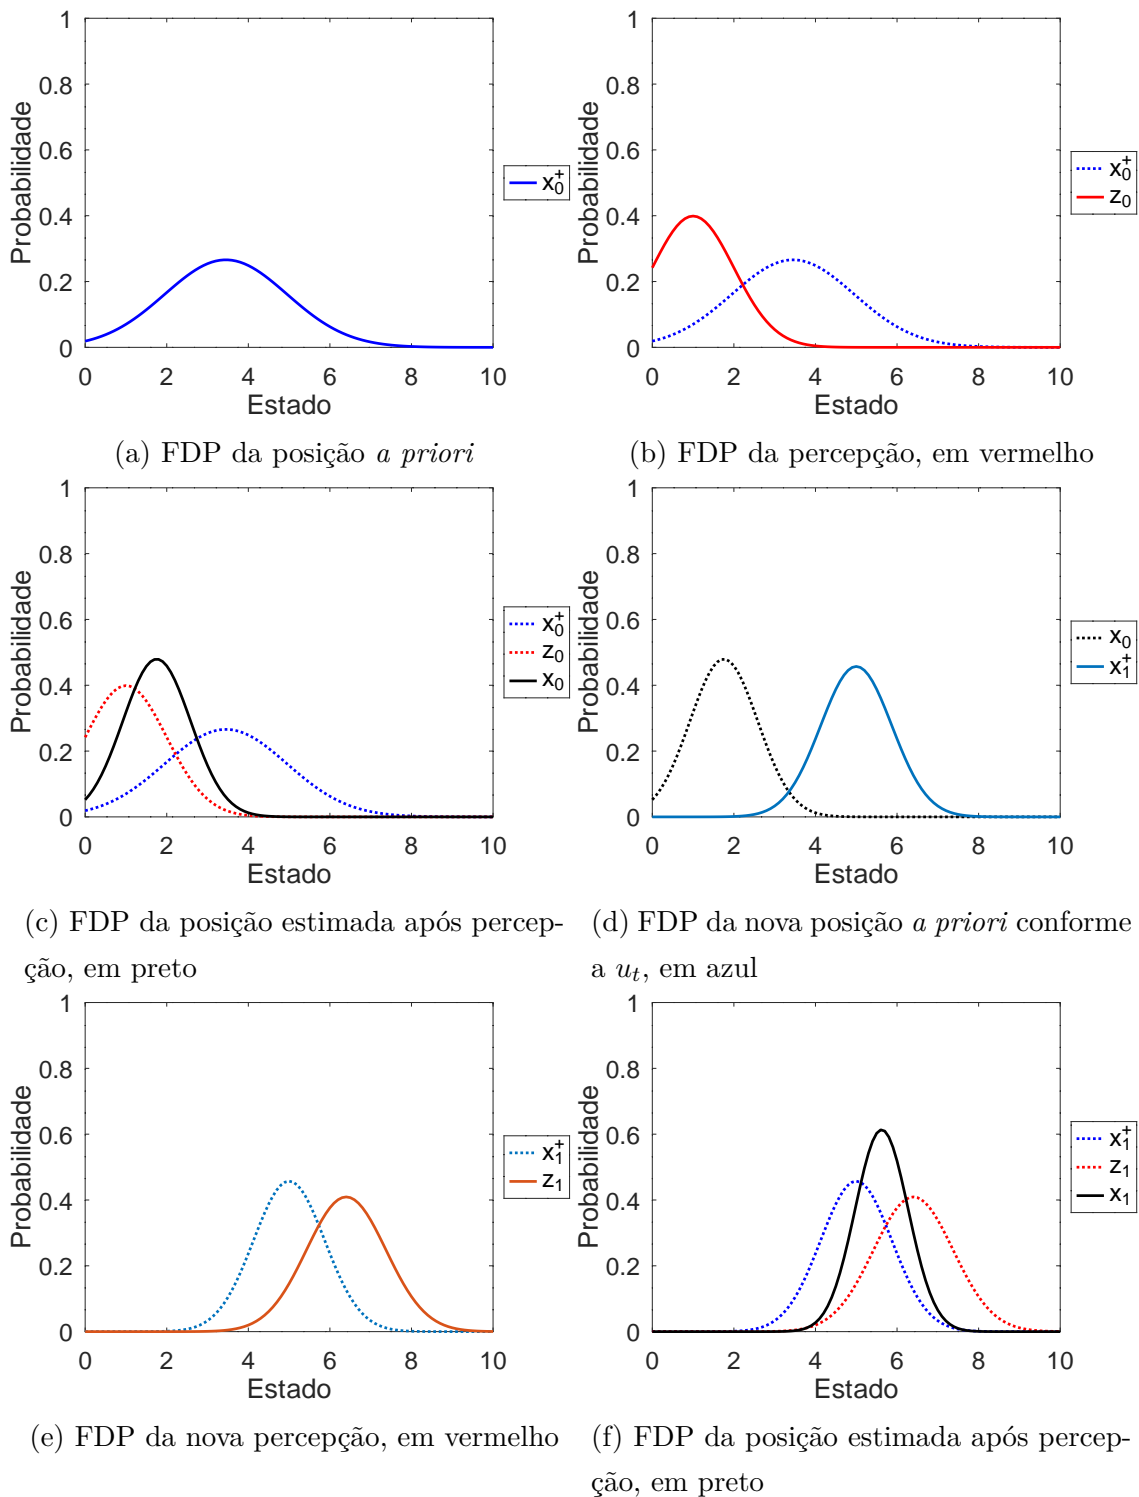 1
0.8
0.6
0.4
0.2
0
0 2 4 6 8 10
Probabilidade
Estado
x₀⁺
(a) FDP da posição a priori
1
0.8
0.6
0.4
0.2
0
0 2 4 6 8 10
Probabilidade
Estado
x₀⁺
z₀
(b) FDP da percepção, em vermelho
1
0.8
0.6
0.4
0.2
0
0 2 4 6 8 10
Probabilidade
Estado
x₀⁺
z₀
x₀
(c) FDP da posição estimada após percep-
ção, em preto
1
0.8
0.6
0.4
0.2
0
0 2 4 6 8 10
Probabilidade
Estado
x₀
x₁⁺
(d) FDP da nova posição a priori conforme
a uₜ, em azul
1
0.8
0.6
0.4
0.2
0
0 2 4 6 8 10
Probabilidade
Estado
x₁⁺
z₁
(e) FDP da nova percepção, em vermelho
1
0.8
0.6
0.4
0.2
0
0 2 4 6 8 10
Probabilidade
Estado
x₁⁺
z₁
x₁
(f) FDP da posição estimada após percep-
ção, em preto